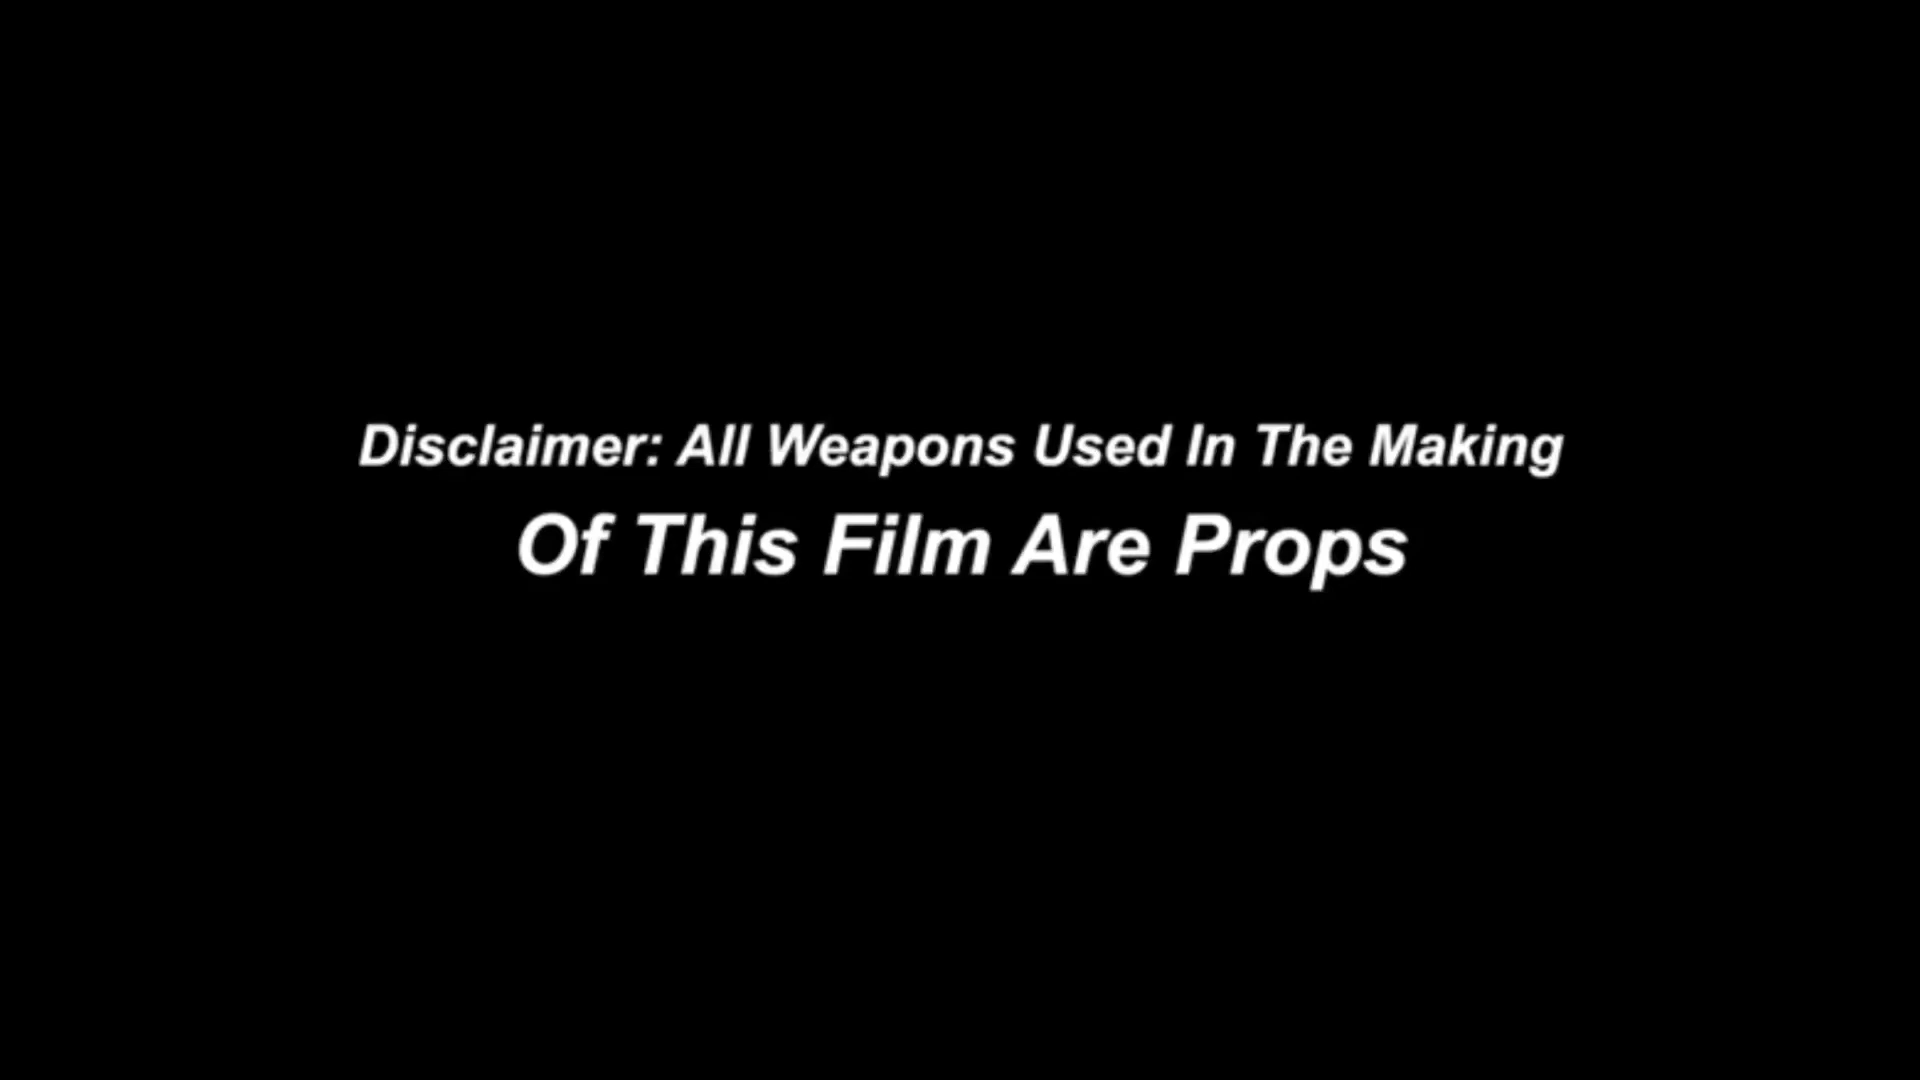 Disclaimer: All Weapons Used In The Making
Of This Film Are Props